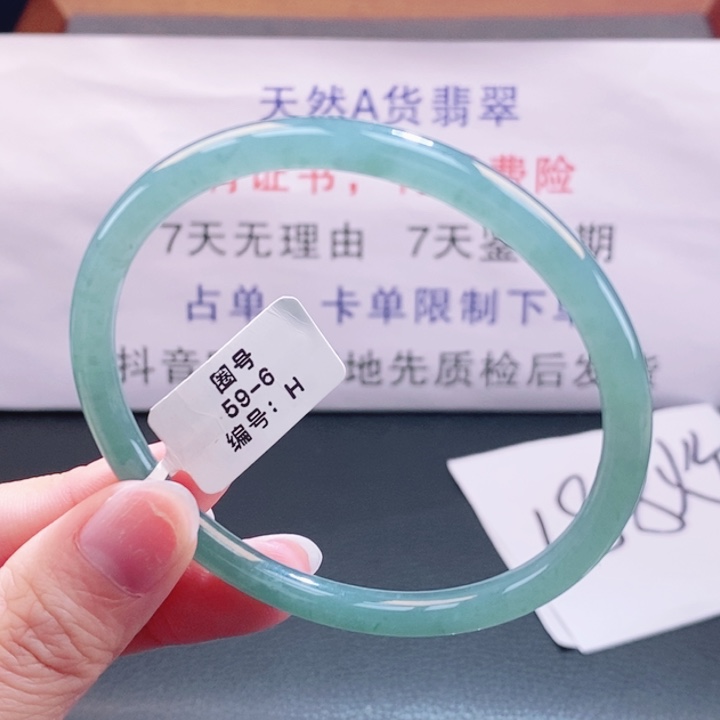 天然A货翡翠
证书， 费险
7天无理由 7天鉴 期
占单 卡单限制下单
抖音 地先质检后发货
圈号
59-6
编号：H